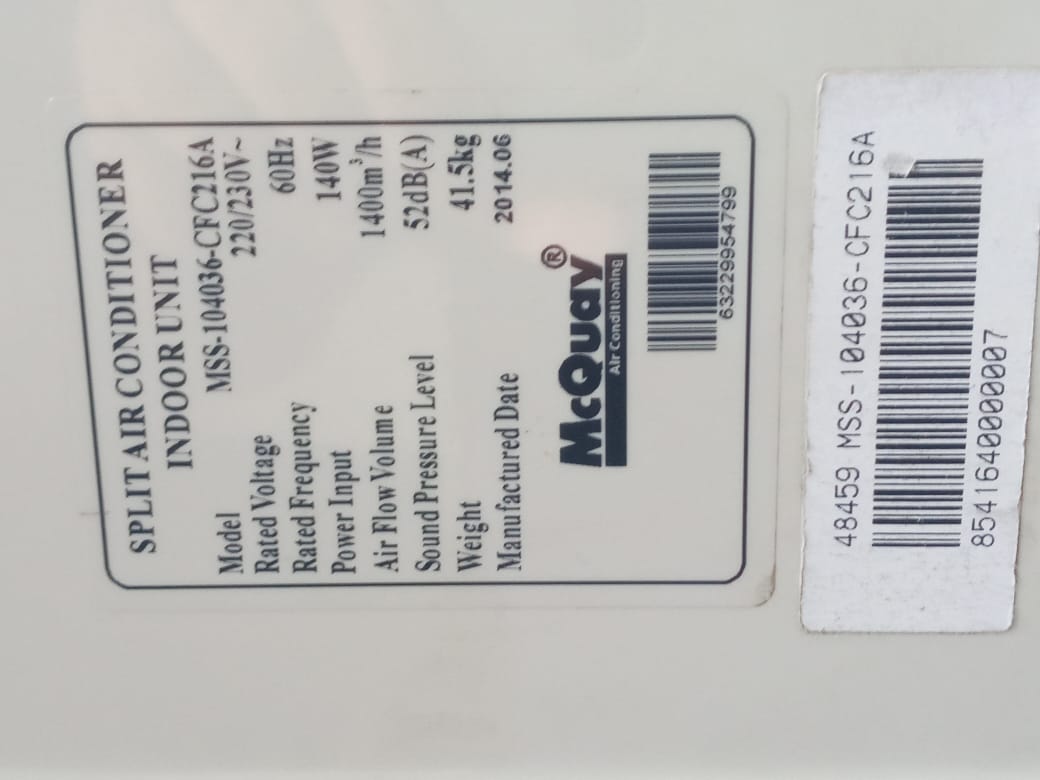 SPLIT AIR CONDITIONER
INDOOR UNIT
Model MSS-104036-CFC216A
Rated Voltage 220/230V~
Rated Frequency 60Hz
Power Input 140W
Air Flow Volume 1400m³/h
Sound Pressure Level 52dB(A)
Weight 41.5kg
Manufactured Date 2014.06
McQuay®
Air Conditioning
63229954799
48459 MSS-104036-CFC216A
8541640000007